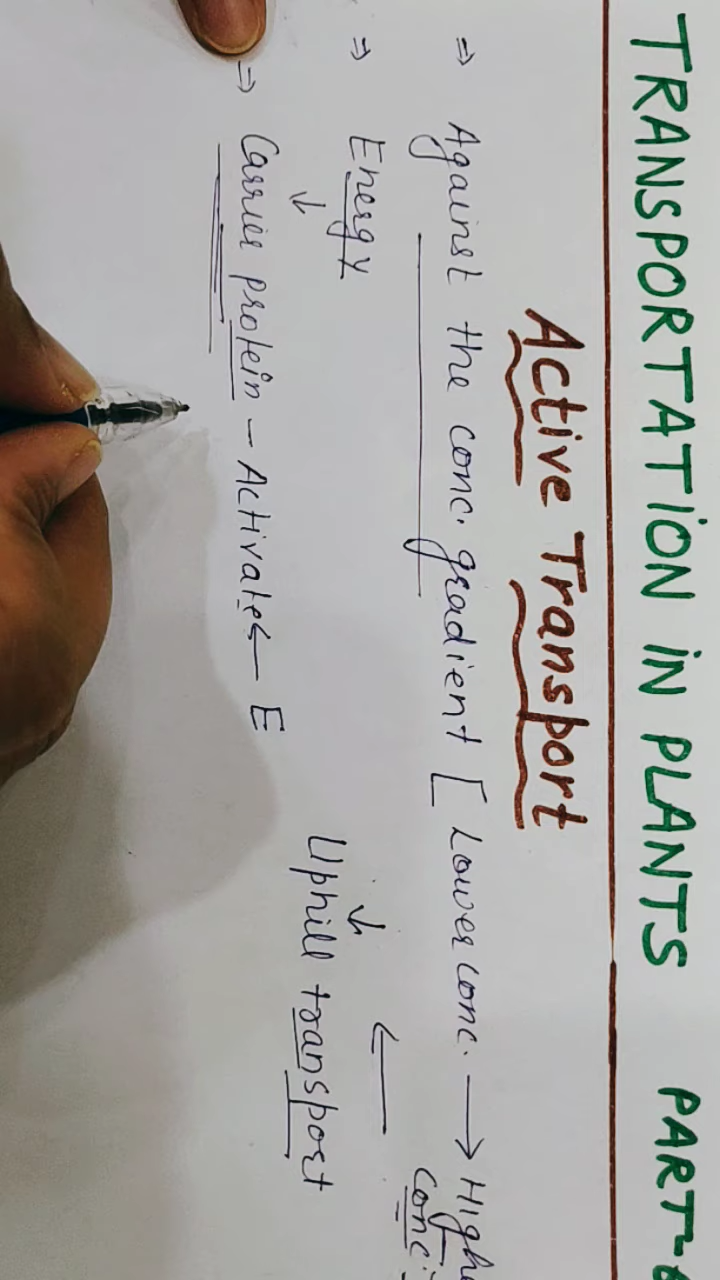 TRANSPORTATION IN PLANTS PART-
Active Transport
⇒ Against the conc. gradient [ Lower conc. → High
conc.
⇒ Energy
↓
←
↓
Uphill transport
⇒ Carrier protein - Activate ← E